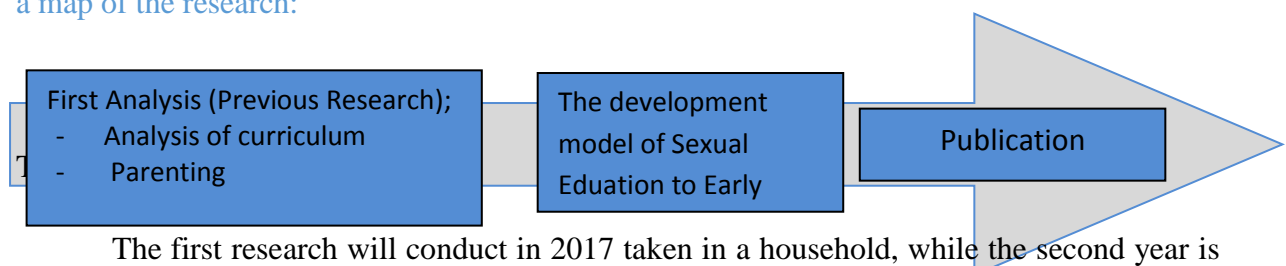 a map of the research:
First Analysis (Previous Research);
- Analysis of curriculum
- Parenting
The development
model of Sexual
Eduation to Early
Publication
The first research will conduct in 2017 taken in a household, while the second year is